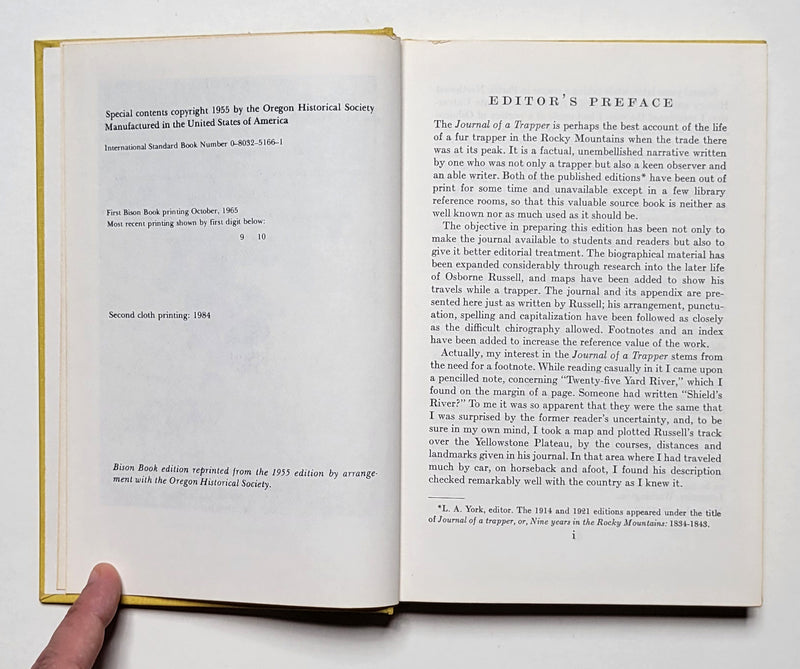 Special contents copyright 1955 by the Oregon Historical Society
Manufactured in the United States of America
International Standard Book Number 0-8032-5166-1
First Bison Book printing October, 1965
Most recent printing shown by first digit below:
9 10
Second cloth printing: 1984
Bison Book edition reprinted from the 1955 edition by arrange-
ment with the Oregon Historical Society.
EDITOR'S PREFACE
The Journal of a Trapper is perhaps the best account of the life
of a fur trapper in the Rocky Mountains when the trade there
was at its peak. It is a factual, unembellished narrative written
by one who was not only a trapper but also a keen observer and
an able writer. Both of the published editions* have been out of
print for some time and unavailable except in a few library
reference rooms, so that this valuable source book is neither as
well known nor as much used as it should be.
The objective in preparing this edition has been not only to
make the journal available to students and readers but also to
give it better editorial treatment. The biographical material has
been expanded considerably through research into the later life
of Osborne Russell, and maps have been added to show his
travels while a trapper. The journal and its appendix are pre-
sented here just as written by Russell; his arrangement, punctu-
ation, spelling and capitalization have been followed as closely
as the difficult chirography allowed. Footnotes and an index
have been added to increase the reference value of the work.
Actually, my interest in the Journal of a Trapper stems from
the need for a footnote. While reading casually in it I came upon
a pencilled note, concerning "Twenty-five Yard River," which I
found on the margin of a page. Someone had written "Shield's
River?" To me it was so apparent that they were the same that
I was surprised by the former reader's uncertainty, and, to be
sure in my own mind, I took a map and plotted Russell's track
over the Yellowstone Plateau, by the courses, distances and
landmarks given in his journal. In that area where I had traveled
much by car, on horseback and afoot, I found his description
checked remarkably well with the country as I knew it.
*L. A. York, editor. The 1914 and 1921 editions appeared under the title
of Journal of a trapper, or, Nine years in the Rocky Mountains: 1834-1843.
i